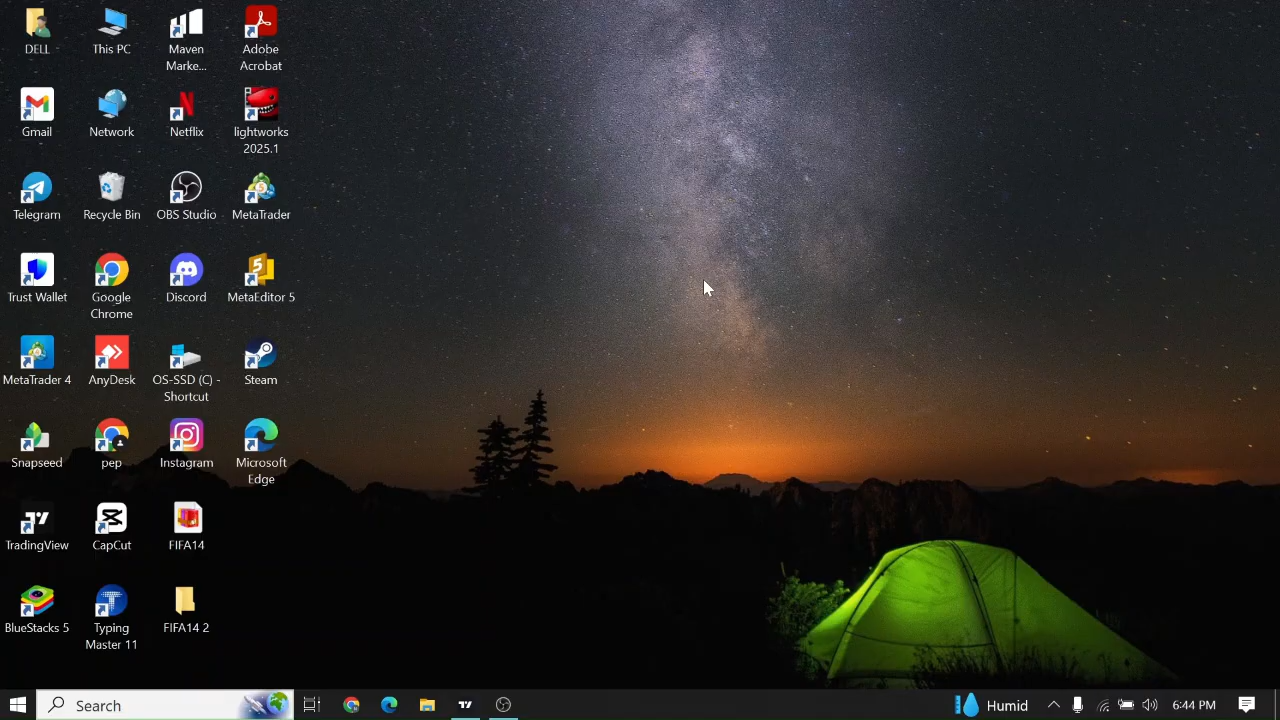 DELL
This PC
Maven
Marke...
Adobe
Acrobat
Gmail
Network
Netflix
lightworks
2025.1
Telegram
Recycle Bin
OBS Studio
MetaTrader
Trust Wallet
Google
Chrome
Discord
MetaEditor 5
MetaTrader 4
AnyDesk
OS-SSD (C) -
Shortcut
Steam
Snapseed
pep
Instagram
Microsoft
Edge
TradingView
CapCut
FIFA14
BlueStacks 5
Typing
Master 11
FIFA14 2
Search
Humid
6:44 PM